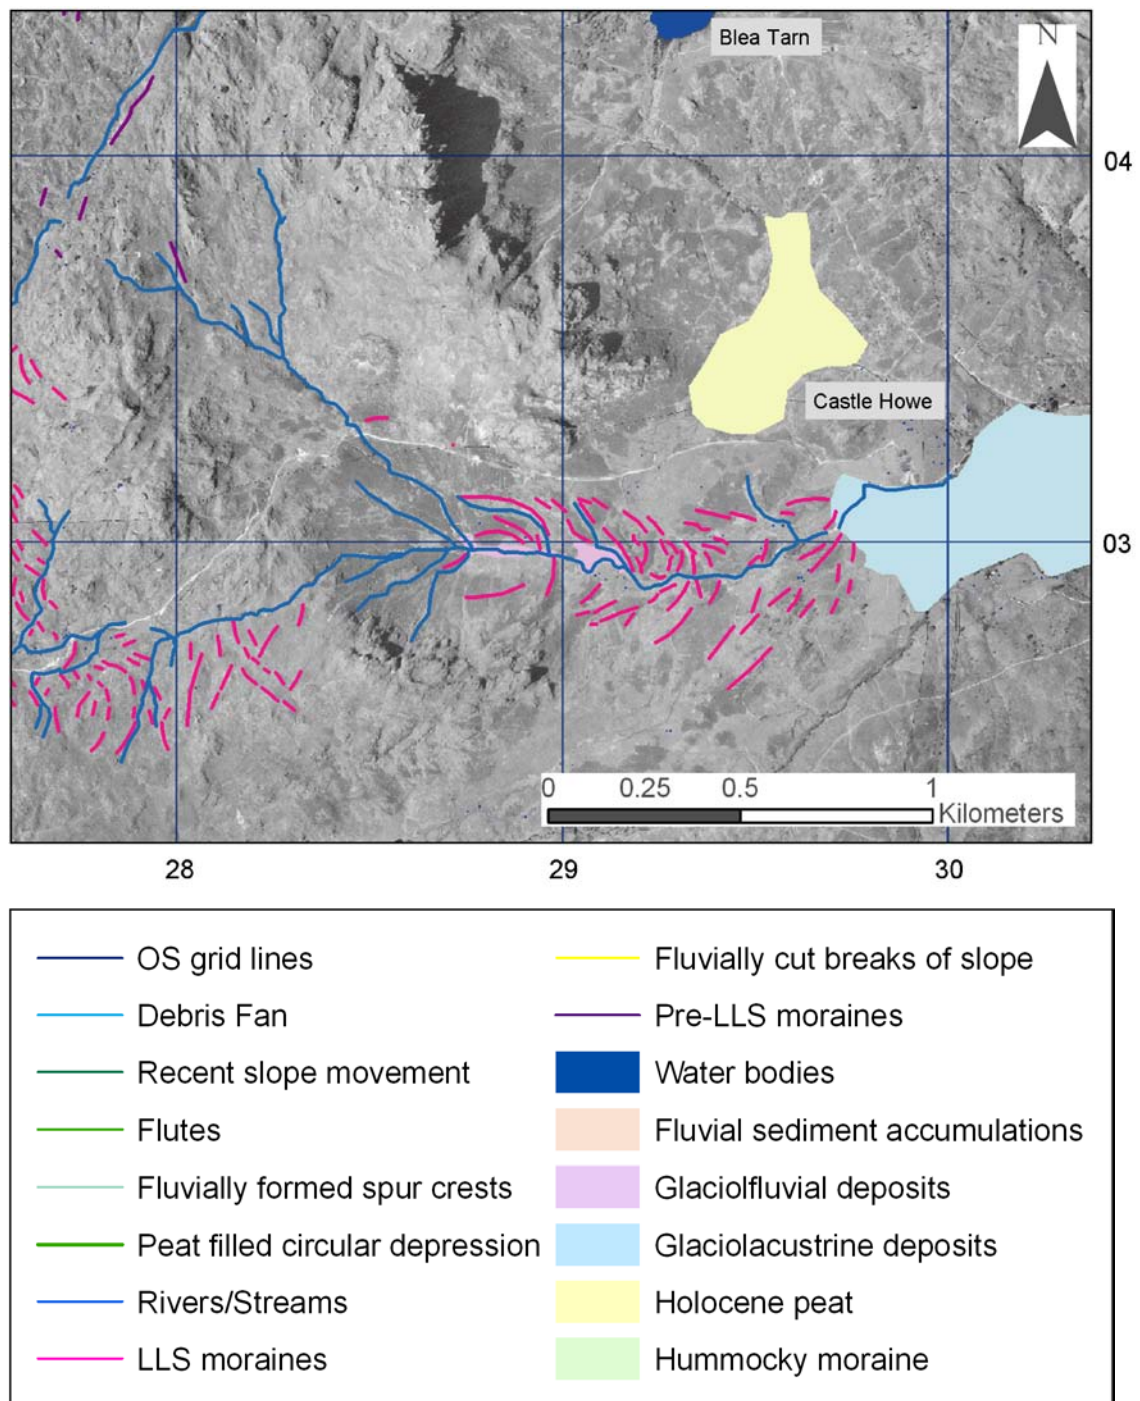 Blea Tarn
N
04
Castle Howe
03
0 0.25 0.5 1
Kilometers
28 29 30
OS grid lines
Debris Fan
Recent slope movement
Flutes
Fluvially formed spur crests
Peat filled circular depression
Rivers/Streams
LLS moraines
Fluvially cut breaks of slope
Pre-LLS moraines
Water bodies
Fluvial sediment accumulations
Glaciolfluvial deposits
Glaciolacustrine deposits
Holocene peat
Hummocky moraine